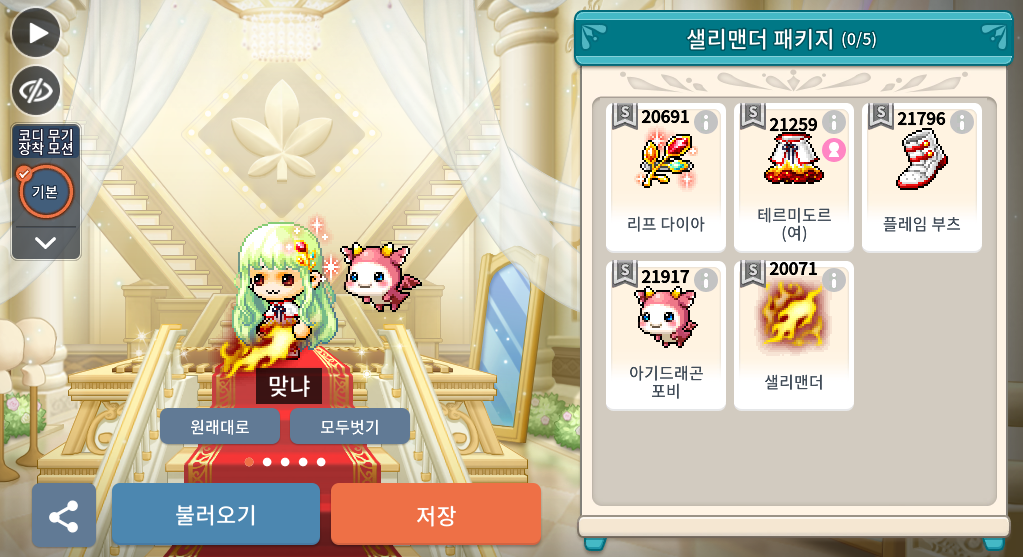 샐리맨더 패키지 (0/5)
코디 무기
장착 모션
기본
S 20691
리프 다이아
S 21259
테르미도르
(여)
S 21796
플레임 부츠
S 21917
아기드래곤
포비
S 20071
샐리맨더
맞냐
원래대로
모두벗기
불러오기
저장